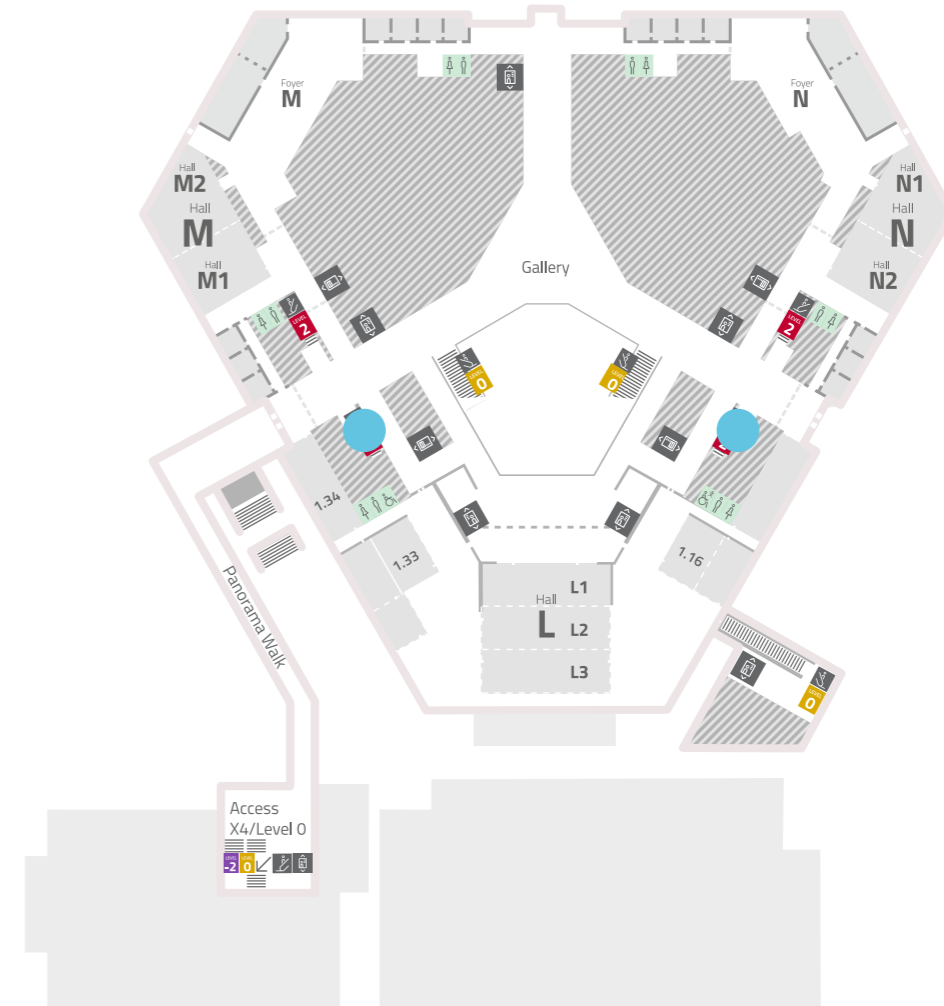 Foyer
M
Foyer
N
Hall
M2
Hall
M
Hall
M1
Hall
N1
Hall
N
Hall
N2
Gallery
LEVEL
2
LEVEL
2
LEVEL
0
LEVEL
0
2
1.34
1.33
1.16
Hall
L
L1
L2
L3
Panorama Walk
LEVEL
0
Access
X4/Level 0
LEVEL
-2
LEVEL
0